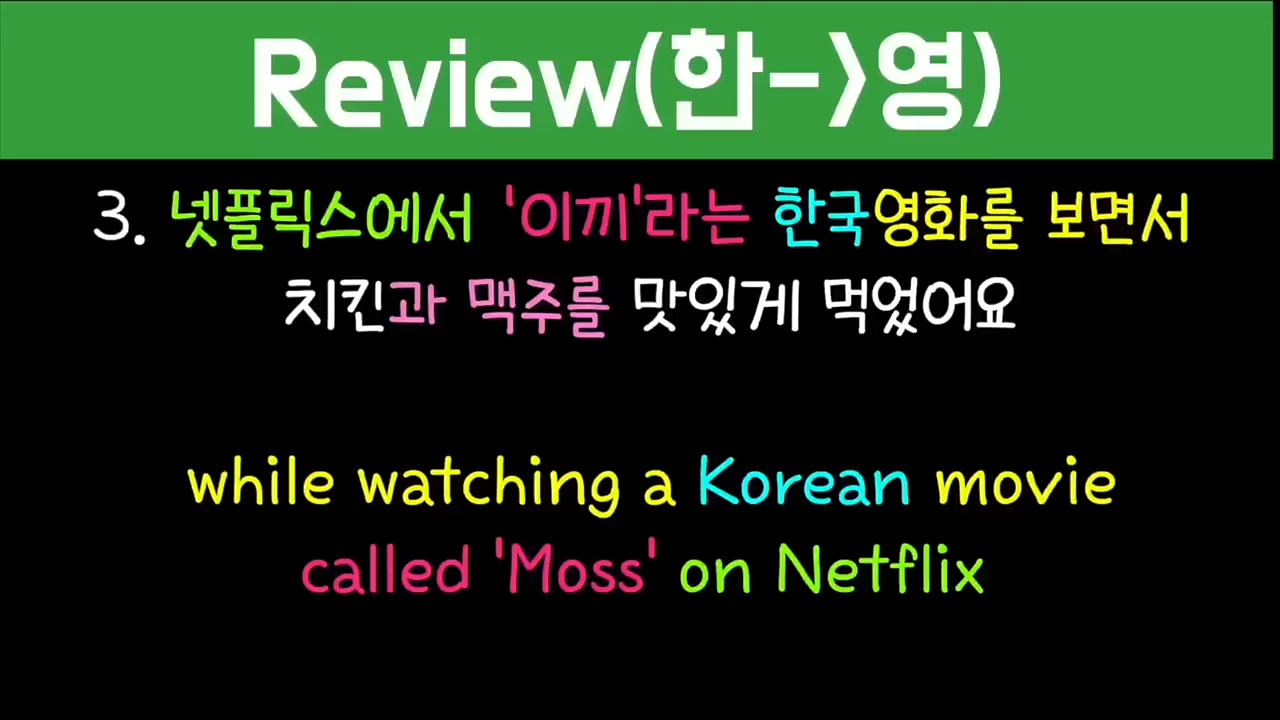 Review(한->영)
3. 넷플릭스에서 '이끼'라는 한국영화를 보면서
치킨과 맥주를 맛있게 먹었어요
while watching a Korean movie
called 'Moss' on Netflix